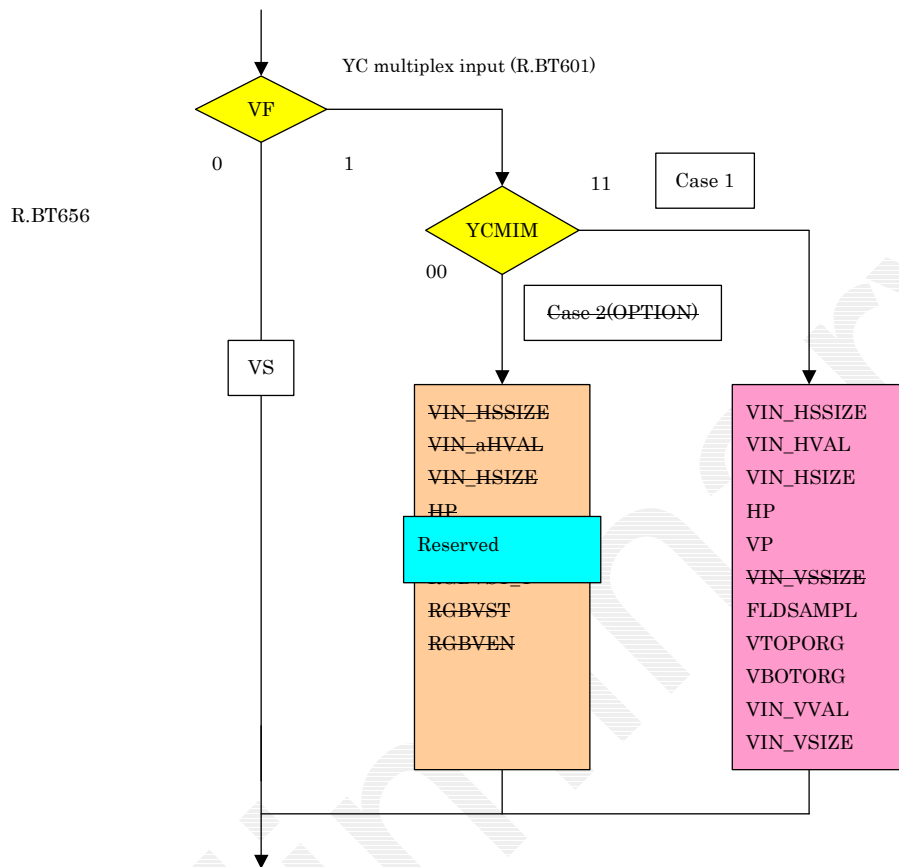 YC multiplex input (R.BT601)
VF
0
1
R.BT656
11
Case 1
YCMIM
00
Case 2(OPTION)
VS
VIN_HSSIZE
VIN_aHVAL
VIN_HSIZE
HP
Reserved
RGBVST
RGBVEN
VIN_HSSIZE
VIN_HVAL
VIN_HSIZE
HP
VP
VIN_VSSIZE
FLDSAMPL
VTOPORG
VBOTORG
VIN_VVAL
VIN_VSIZE